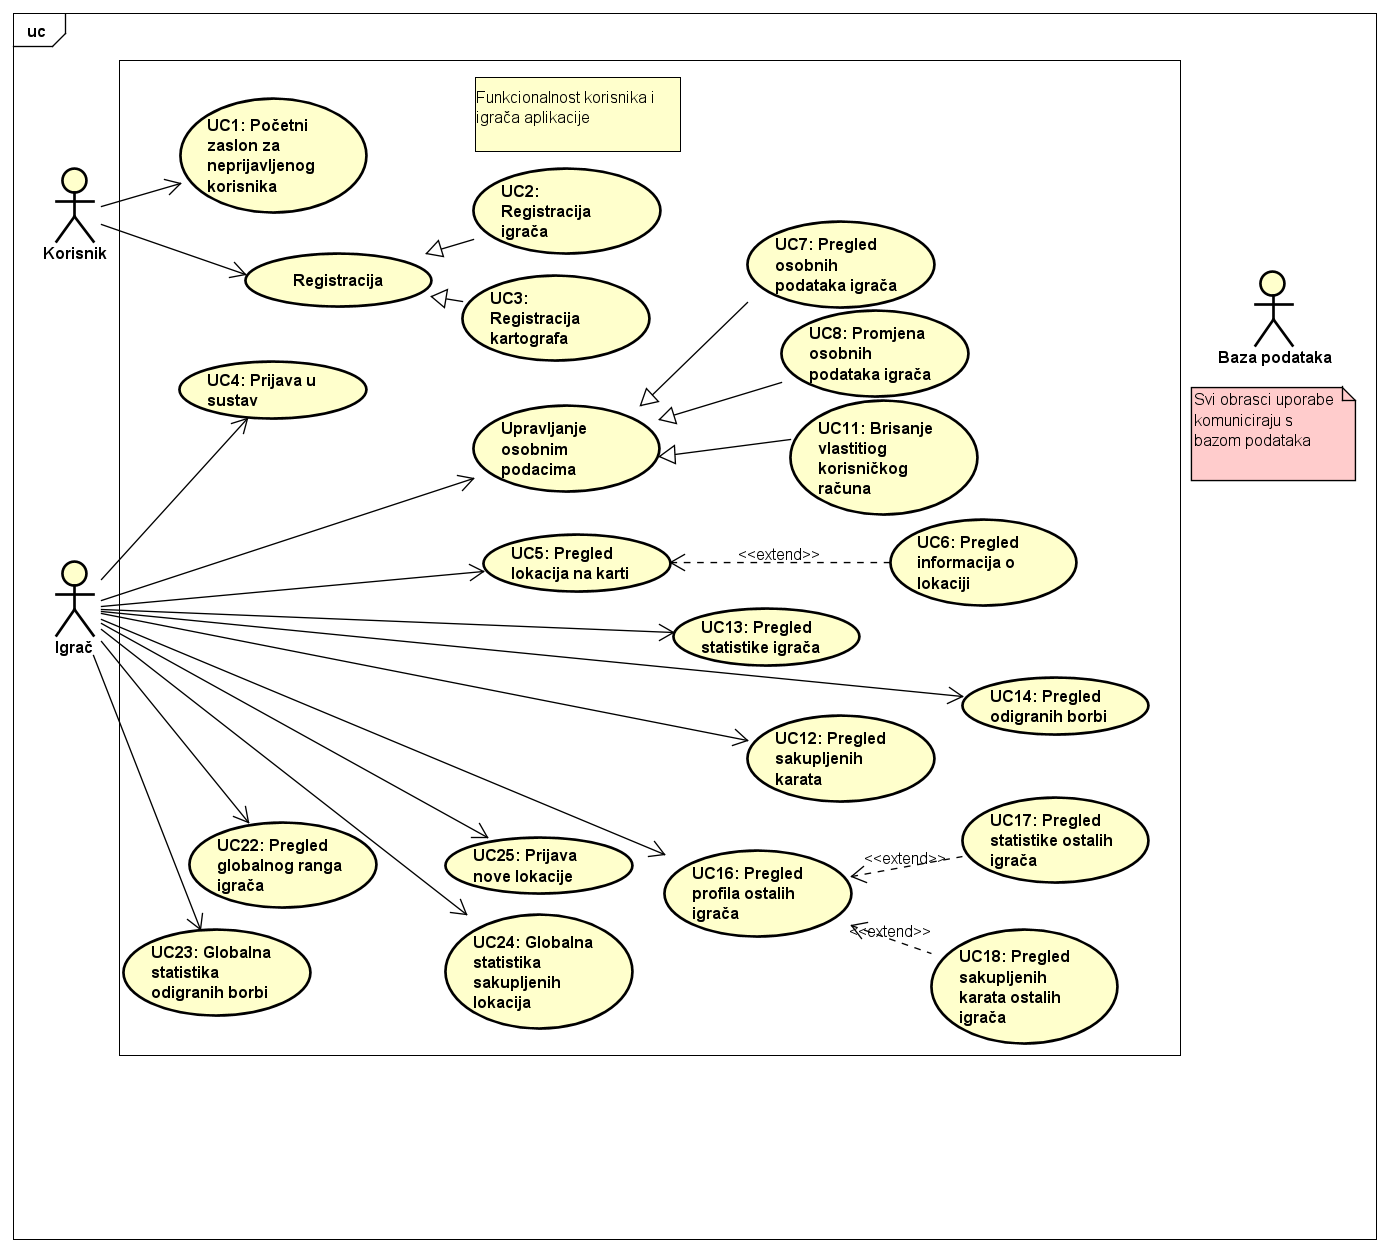 uc
Funkcionalnost korisnika i
igrača aplikacije
UC1: Početni
zaslon za
neprijavljenog
korisnika
Korisnik
UC2:
Registracija
igrača
Registracija
UC3:
Registracija
kartografa
UC7: Pregled
osobnih
podataka igrača
UC8: Promjena
osobnih
podataka igrača
Baza podataka
Svi obrasci uporabe
komuniciraju s
bazom podataka
UC4: Prijava u
sustav
Upravljanje
osobnim
podacima
UC11: Brisanje
vlastitiog
korisničkog
računa
UC5: Pregled
lokacija na karti
<<extend>>
UC6: Pregled
informacija o
lokaciji
Igrač
UC13: Pregled
statistike igrača
UC14: Pregled
odigranih borbi
UC12: Pregled
sakupljenih
karata
UC22: Pregled
globalnog ranga
igrača
UC25: Prijava
nove lokacije
UC16: Pregled
profila ostalih
igrača
<<extend>>
UC17: Pregled
statistike ostalih
igrača
<<extend>>
UC23: Globalna
statistika
odigranih borbi
UC24: Globalna
statistika
sakupljenih
lokacija
UC18: Pregled
sakupljenih
karata ostalih
igrača